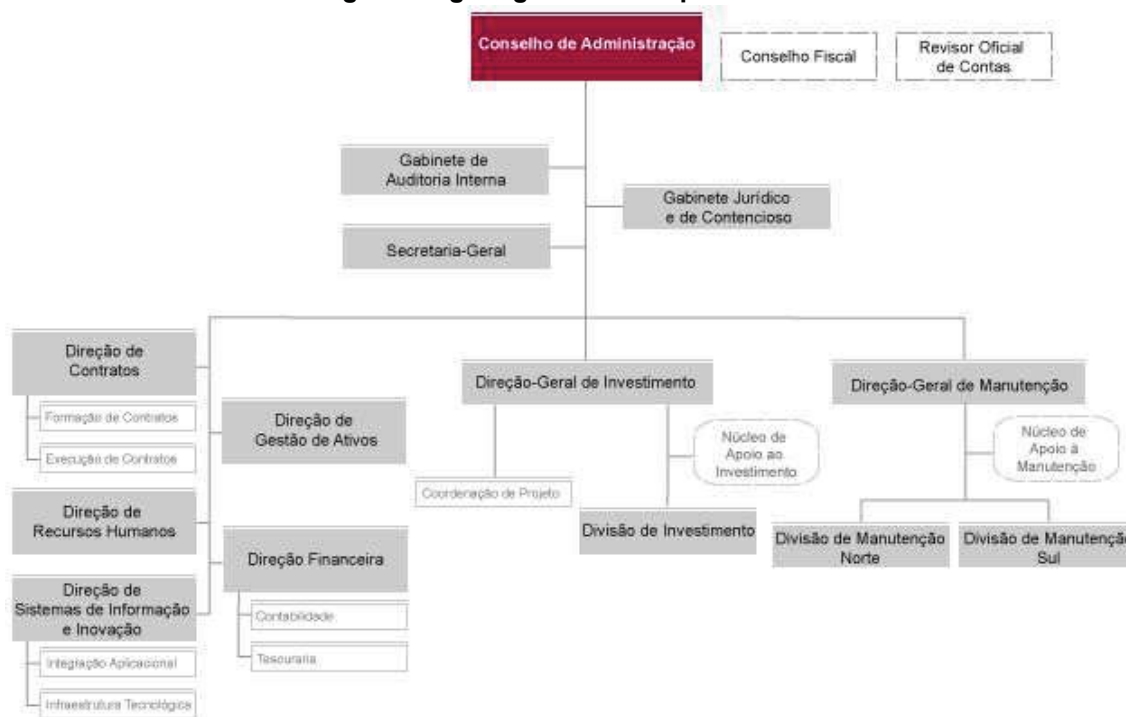 Conselho de Administração
Conselho Fiscal
Revisor Oficial
de Contas
Gabinete de
Auditoria Interna
Gabinete Jurídico
e de Contencioso
Secretaria-Geral
Direção de
Contratos
Formação de Contratos
Execução de Contratos
Direção de
Gestão de Ativos
Direção de
Recursos Humanos
Direção Financeira
Contabilidade
Tesouraria
Direção de
Sistemas de Informação
e Inovação
Integração Aplicacional
Infraestrutura Tecnológica
Direção-Geral de Investimento
Núcleo de
Apoio ao
Investimento
Coordenação de Projeto
Divisão de Investimento
Direção-Geral de Manutenção
Núcleo de
Apoio à
Manutenção
Divisão de Manutenção
Norte
Divisão de Manutenção
Sul